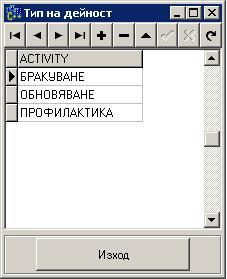 Тип на дейност
ACTIVITY
БРАКУВАНЕ
ОБНОВЯВАНЕ
ПРОФИЛАКТИКА
Изход